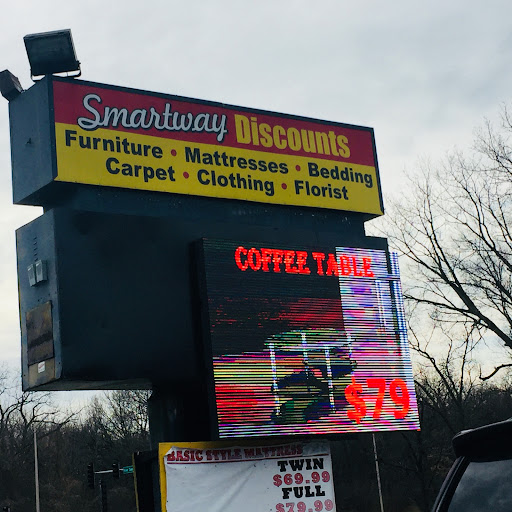 Smartway Discounts
Furniture • Mattresses • Bedding
Carpet • Clothing • Florist
COFFEE TABLE
$79
BASIC STYLE MATTRESS
TWIN
$69.99
FULL
$79.99